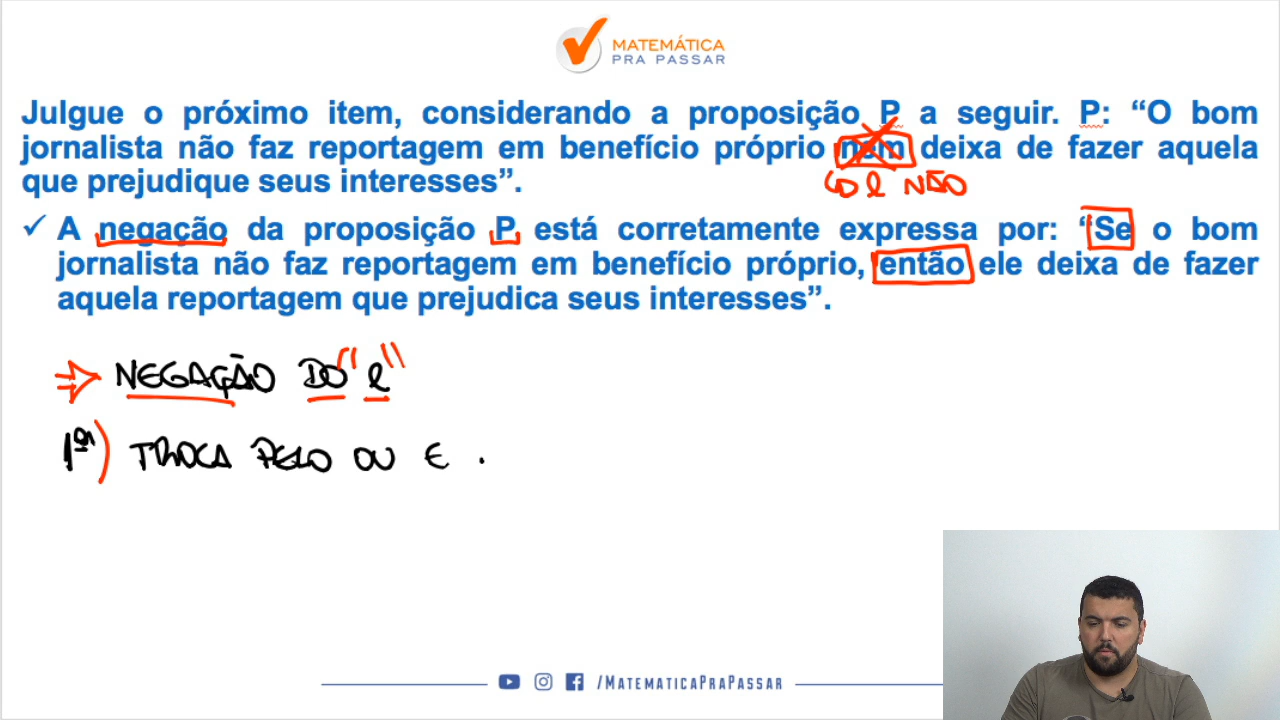 MATEMÁTICA
PRA PASSAR
Julgue o próximo item, considerando a proposição P a seguir. P: “O bom
jornalista não faz reportagem em benefício próprio nem deixa de fazer aquela
que prejudique seus interesses”.
E NÃO
✓ A negação da proposição P está corretamente expressa por: “Se o bom
jornalista não faz reportagem em benefício próprio, então ele deixa de fazer
aquela reportagem que prejudica seus interesses”.
⇒ NEGAÇÃO DO "e"
1ª) TROCA PELO OU E .
/MATEMATICAPRAPASSAR